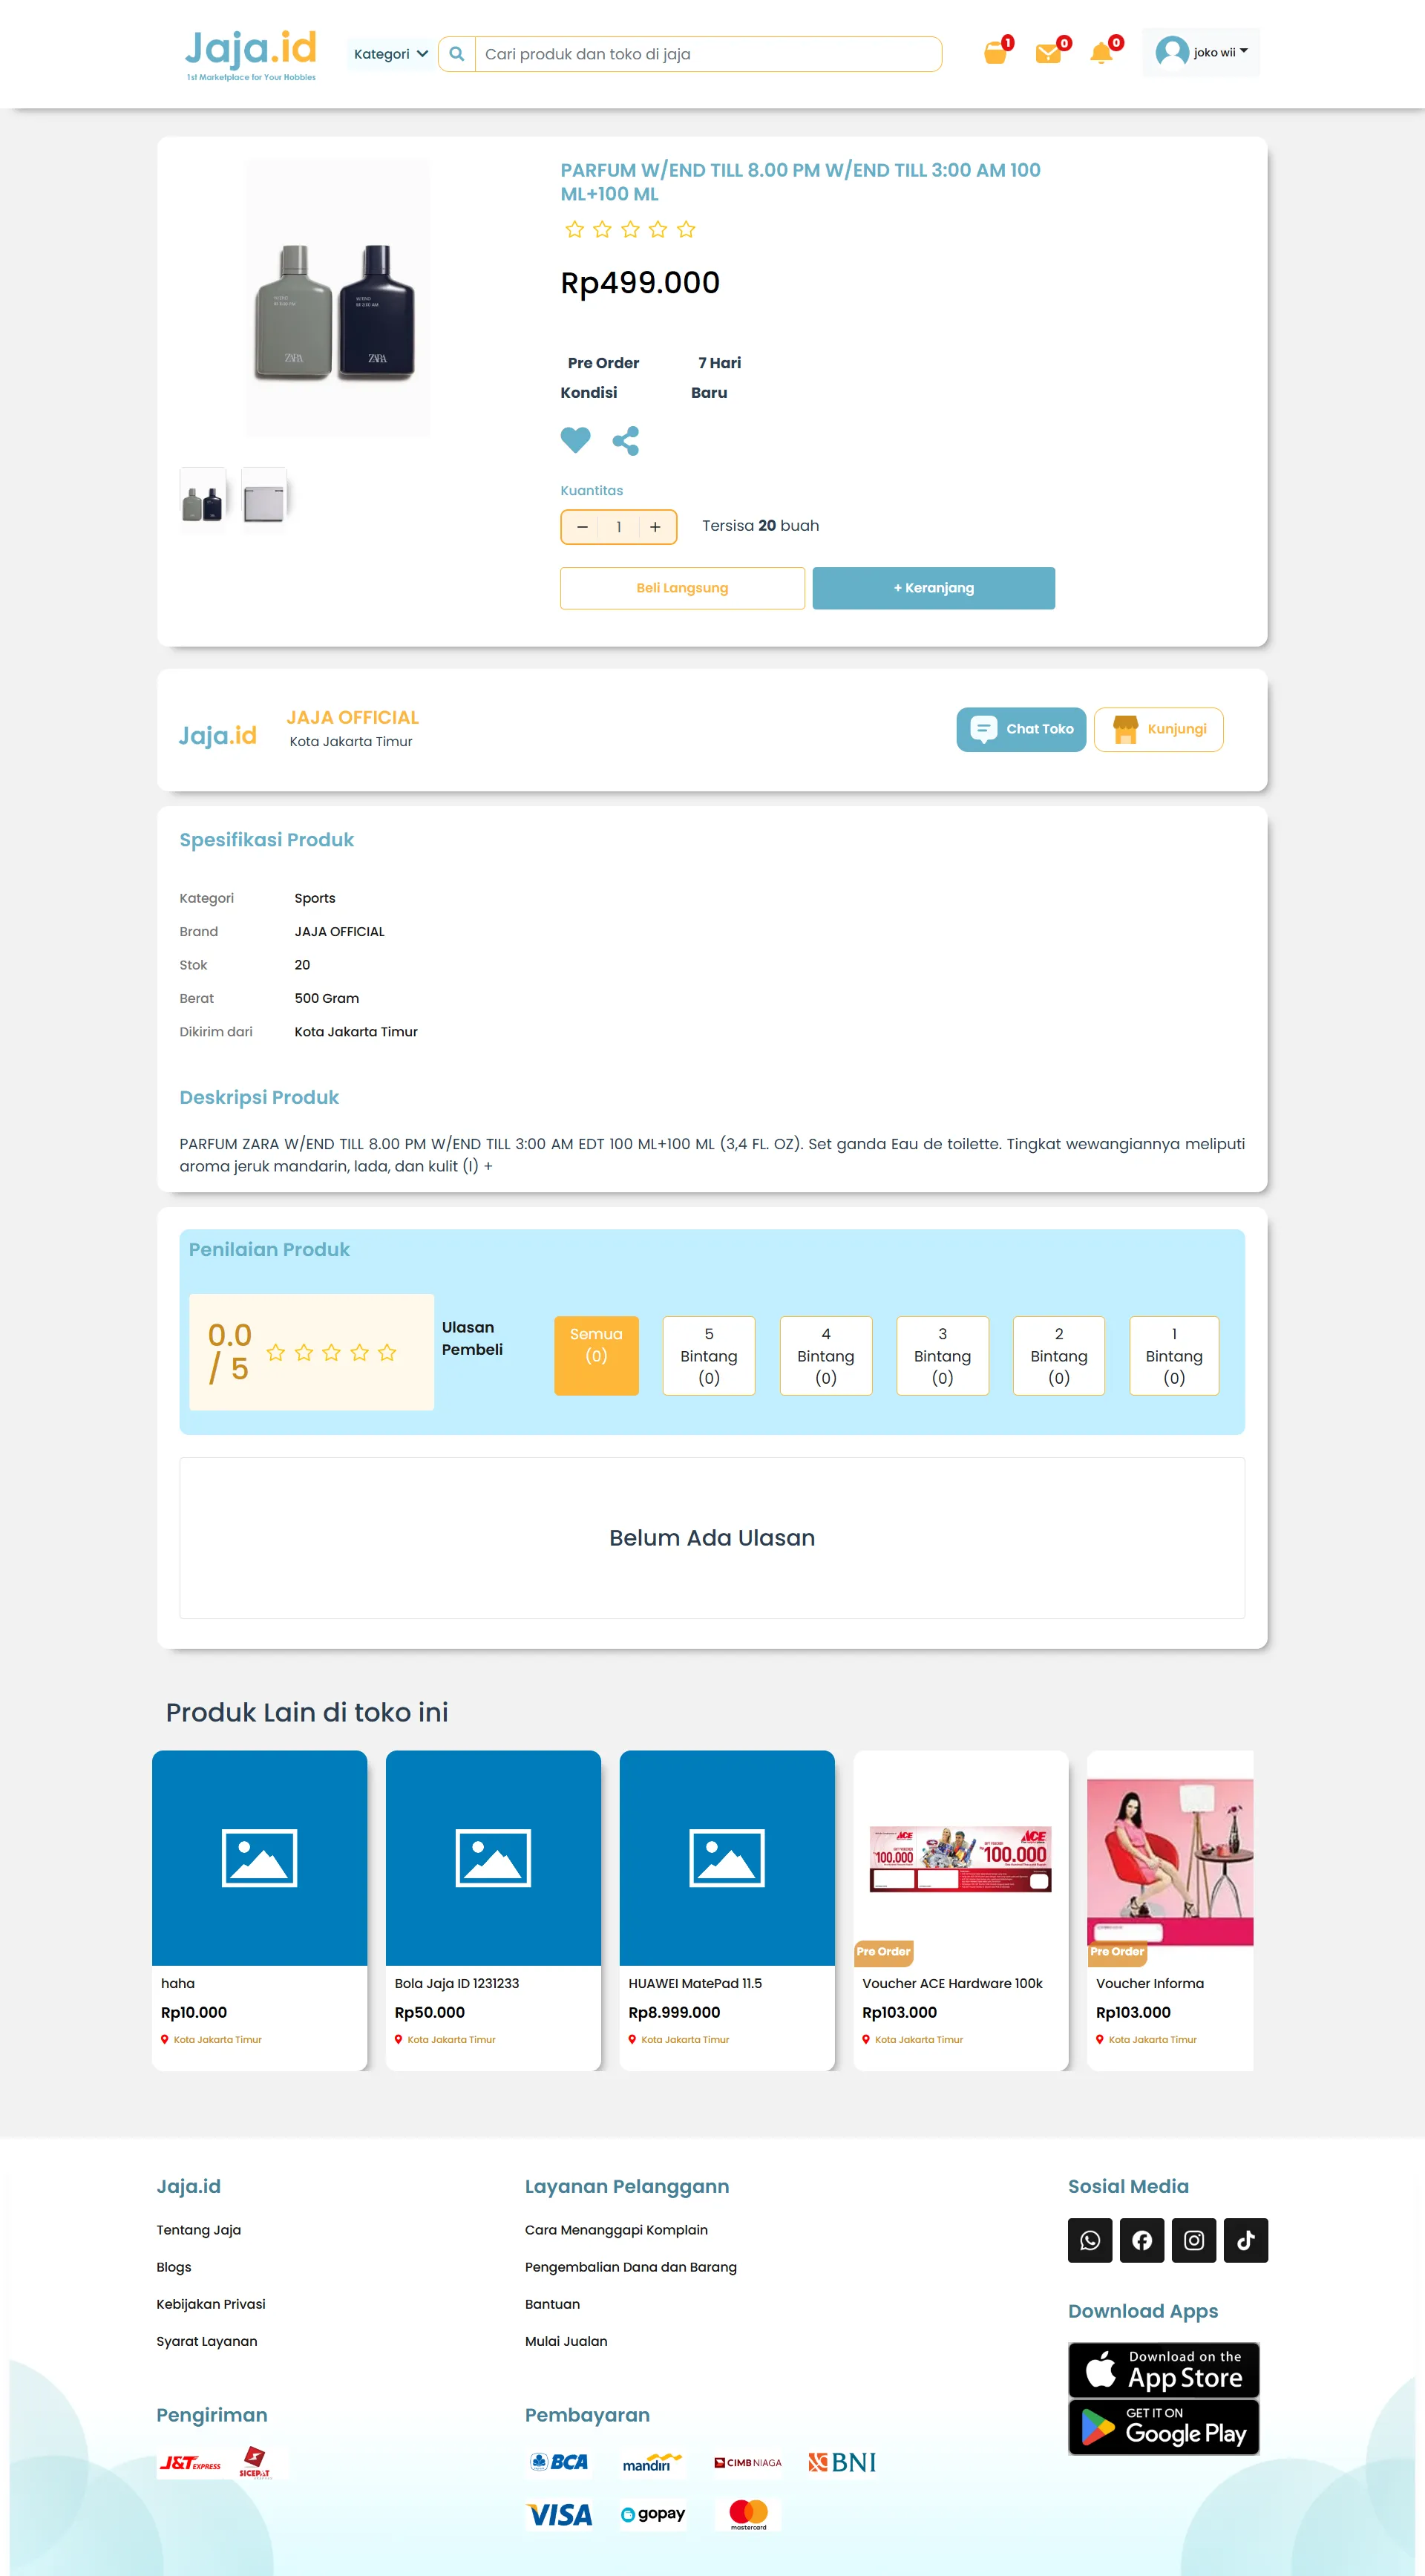 Jaja.id
1st Marketplace for Your Hobbies
Kategori
Cari produk dan toko di jaja
1
0
0
joko wii
PARFUM W/END TILL 8.00 PM W/END TILL 3:00 AM 100
ML+100 ML
Rp499.000
Pre Order 7 Hari
Kondisi Baru
ZARA ZARA
Kuantitas
1
Tersisa 20 buah
Beli Langsung
+ Keranjang
Jaja.id
JAJA OFFICIAL
Kota Jakarta Timur
Chat Toko
Kunjungi
Spesifikasi Produk
Kategori Sports
Brand JAJA OFFICIAL
Stok 20
Berat 500 Gram
Dikirim dari Kota Jakarta Timur
Deskripsi Produk
PARFUM ZARA W/END TILL 8.00 PM W/END TILL 3:00 AM EDT 100 ML+100 ML (3,4 FL. OZ). Set ganda Eau de toilette. Tingkat wewangiannya meliputi
aroma jeruk mandarin, lada, dan kulit (I) +
Penilaian Produk
0.0
/ 5
Ulasan
Pembeli
Semua
(0)
5
Bintang
(0)
4
Bintang
(0)
3
Bintang
(0)
2
Bintang
(0)
1
Bintang
(0)
Belum Ada Ulasan
Produk Lain di toko ini
haha
Rp10.000
Kota Jakarta Timur
Bola Jaja ID 1231233
Rp50.000
Kota Jakarta Timur
HUAWEI MatePad 11.5
Rp8.999.000
Kota Jakarta Timur
ACE
ACE
100.000
100.000
Pre Order
Voucher ACE Hardware 100k
Rp103.000
Kota Jakarta Timur
Pre Order
Voucher Informa
Rp103.000
Kota Jakarta Timur
Jaja.id
Tentang Jaja
Blogs
Kebijakan Privasi
Syarat Layanan
Layanan Pelanggann
Cara Menanggapi Komplain
Pengembalian Dana dan Barang
Bantuan
Mulai Jualan
Sosial Media
Download Apps
Download on the
App Store
GET IT ON
Google Play
Pengiriman
J&T EXPRESS
SICEPAT
Pembayaran
BCA
mandiri
CIMB NIAGA
BNI
VISA
gopay
mastercard